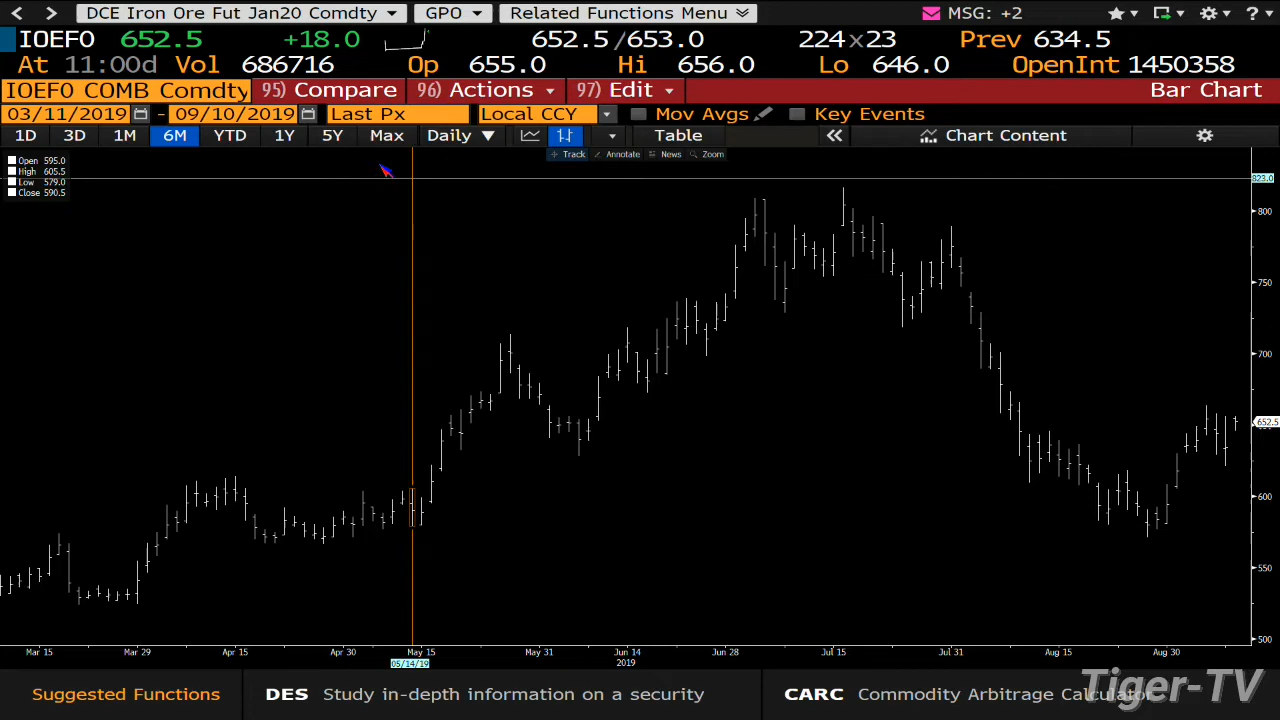 DCE Iron Ore Fut Jan20 Comdty GPO Related Functions Menu MSG: +2 ?
IOEF0 652.5 +18.0 652.5/653.0 224x23 Prev 634.5
At 11:00d Vol 686716 Op 655.0 Hi 656.0 Lo 646.0 OpenInt 1450358
IOEF0 COMB Comdty 95) Compare 96) Actions 97) Edit Bar Chart
03/11/2019 - 09/10/2019 Last Px Local CCY Mov Avgs Key Events
1D 3D 1M 6M YTD 1Y 5Y Max Daily Table Chart Content
Track Annotate News Zoom
Open 595.0
High 605.5
Low 579.0
Close 590.5
823.0
800
750
700
652.5
600
550
500
Mar 15 Mar 29 Apr 15 Apr 30 May 15 May 31 Jun 14 Jun 28 Jul 15 Jul 31 Aug 15 Aug 30
05/14/19 2019
Suggested Functions DES Study in-depth information on a security CARC Commodity Arbitrage Calculator
Tiger-TV